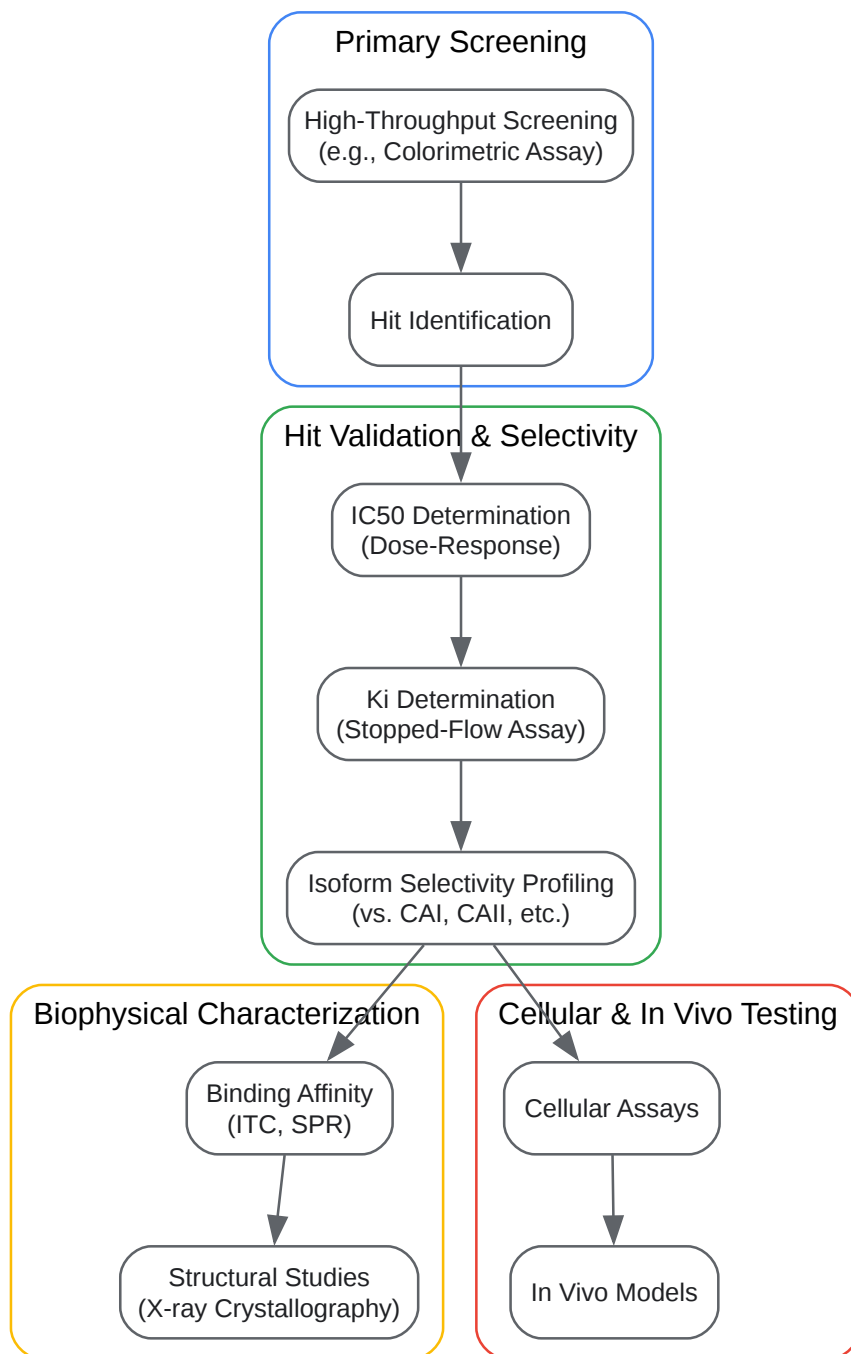 Primary Screening
High-Throughput Screening
(e.g., Colorimetric Assay)
Hit Identification
Hit Validation & Selectivity
IC50 Determination
(Dose-Response)
Ki Determination
(Stopped-Flow Assay)
Isoform Selectivity Profiling
(vs. CAI, CAII, etc.)
Biophysical Characterization
Binding Affinity
(ITC, SPR)
Structural Studies
(X-ray Crystallography)
Cellular & In Vivo Testing
Cellular Assays
In Vivo Models